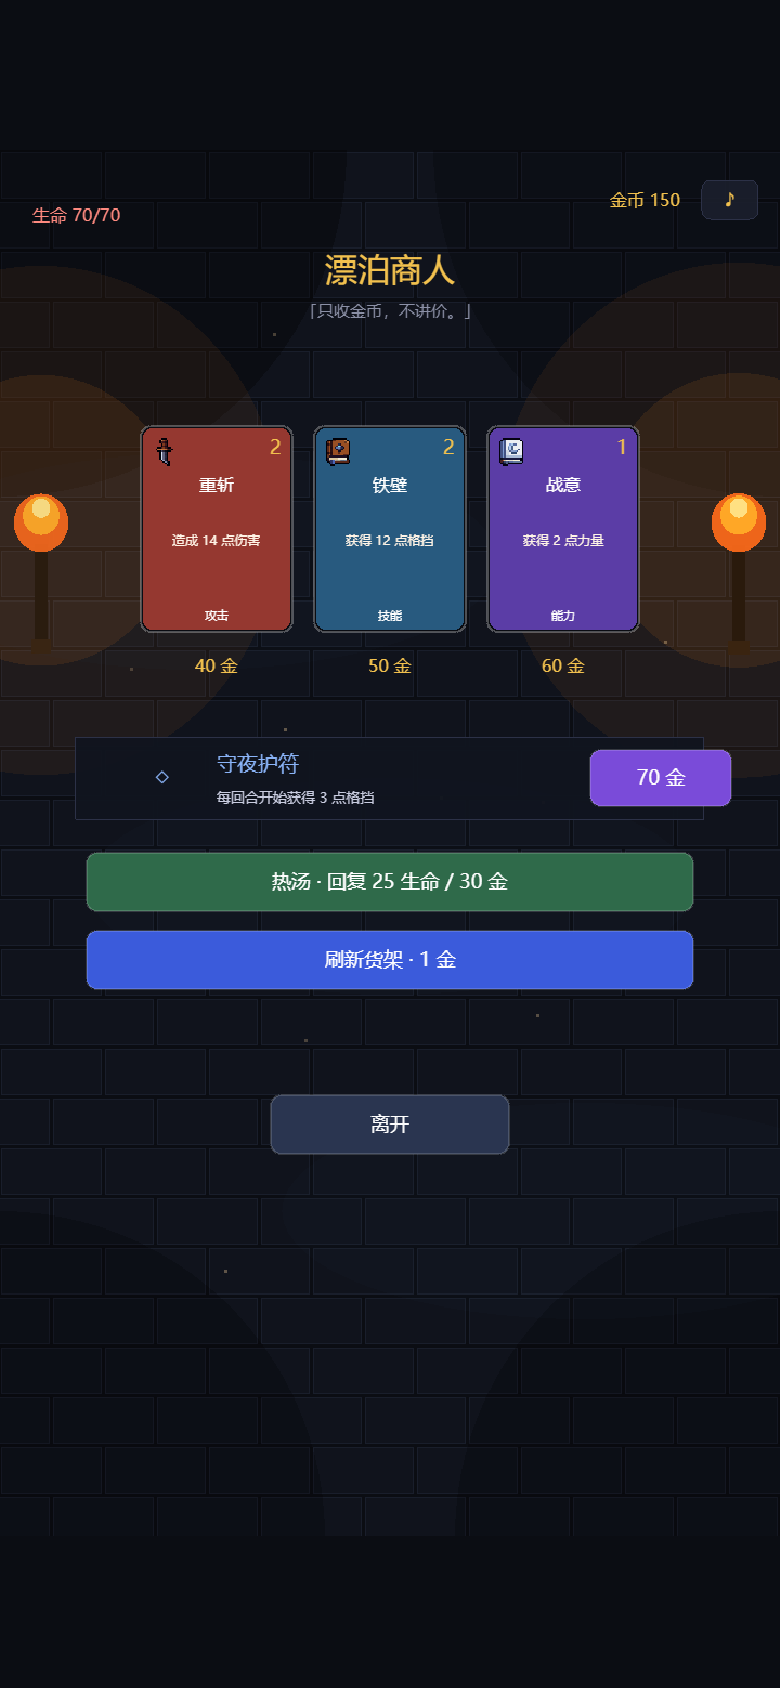 生命 70/70
金币 150
♪
漂泊商人
「只收金币，不讲价。」
2
重斩
造成 14 点伤害
攻击
2
铁壁
获得 12 点格挡
技能
1
战意
获得 2 点力量
能力
40 金
50 金
60 金
守夜护符
每回合开始获得 3 点格挡
70 金
热汤 · 回复 25 生命 / 30 金
刷新货架 · 1 金
离开